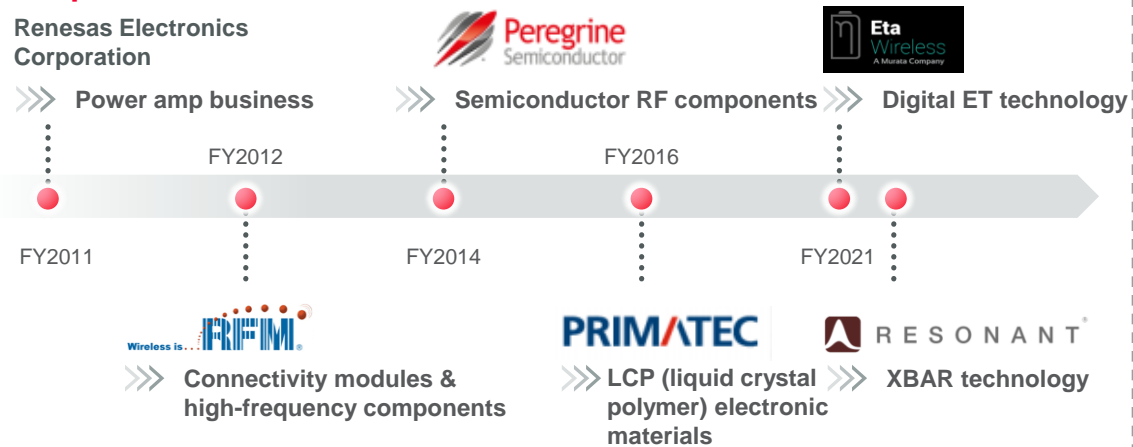 Renesas Electronics
Corporation
Power amp business
Peregrine
Semiconductor
Semiconductor RF components
Eta
Wireless
A Murata Company
Digital ET technology
FY2012
FY2016
FY2011
FY2014
FY2021
Wireless is... RFM®
Connectivity modules &
high-frequency components
PRIMATEC
LCP (liquid crystal
polymer) electronic
materials
RESONANT®
XBAR technology